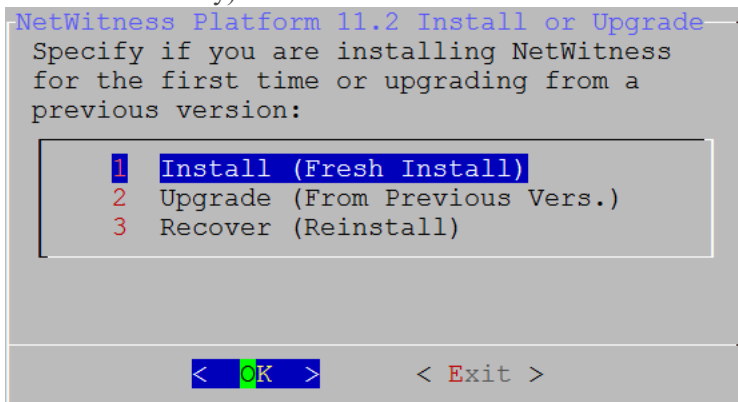 NetWitness Platform 11.2 Install or Upgrade
Specify if you are installing NetWitness
for the first time or upgrading from a
previous version:
1 Install (Fresh Install)
2 Upgrade (From Previous Vers.)
3 Recover (Reinstall)
< OK > < Exit >